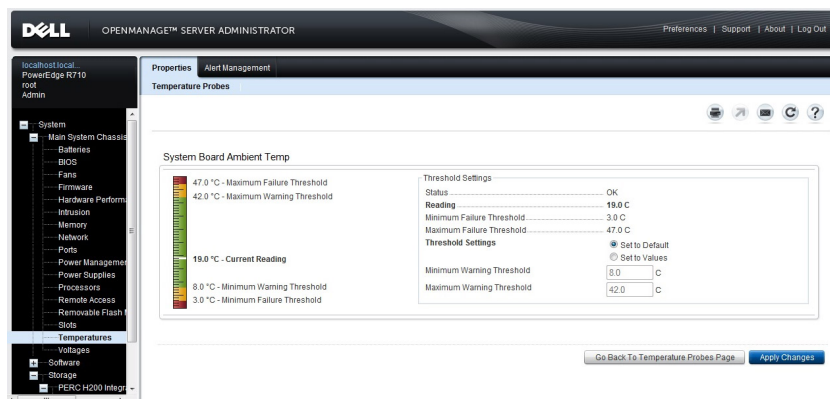 DELL
OPENMANAGE™ SERVER ADMINISTRATOR
Preferences | Support | About | Log Out
localhost.local...
PowerEdge R710
root
Admin
Properties
Alert Management
Temperature Probes
System
Main System Chassis
Batteries
BIOS
Fans
Firmware
Hardware Performa
Intrusion
Memory
Network
Ports
Power Managemer
Power Supplies
Processors
Remote Access
Removable Flash
Slots
Temperatures
Voltages
Software
Storage
PERC H200 Integr
System Board Ambient Temp
47.0 °C - Maximum Failure Threshold
42.0 °C - Maximum Warning Threshold
19.0 °C - Current Reading
8.0 °C - Minimum Warning Threshold
3.0 °C - Minimum Failure Threshold
Threshold Settings
Status OK
Reading 19.0 C
Minimum Failure Threshold 3.0 C
Maximum Failure Threshold 47.0 C
Threshold Settings Set to Default
Set to Values
Minimum Warning Threshold 8.0 C
Maximum Warning Threshold 42.0 C
Go Back To Temperature Probes Page
Apply Changes